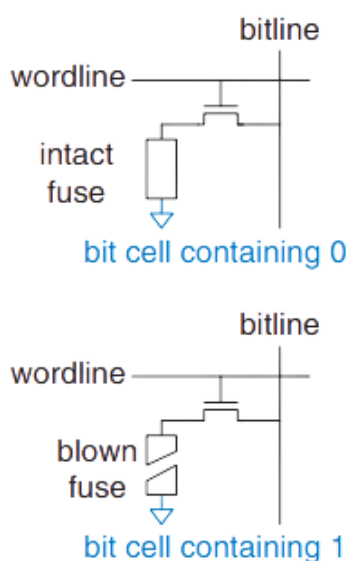 bitline
wordline
intact
fuse
bit cell containing 0
bitline
wordline
blown
fuse
bit cell containing 1